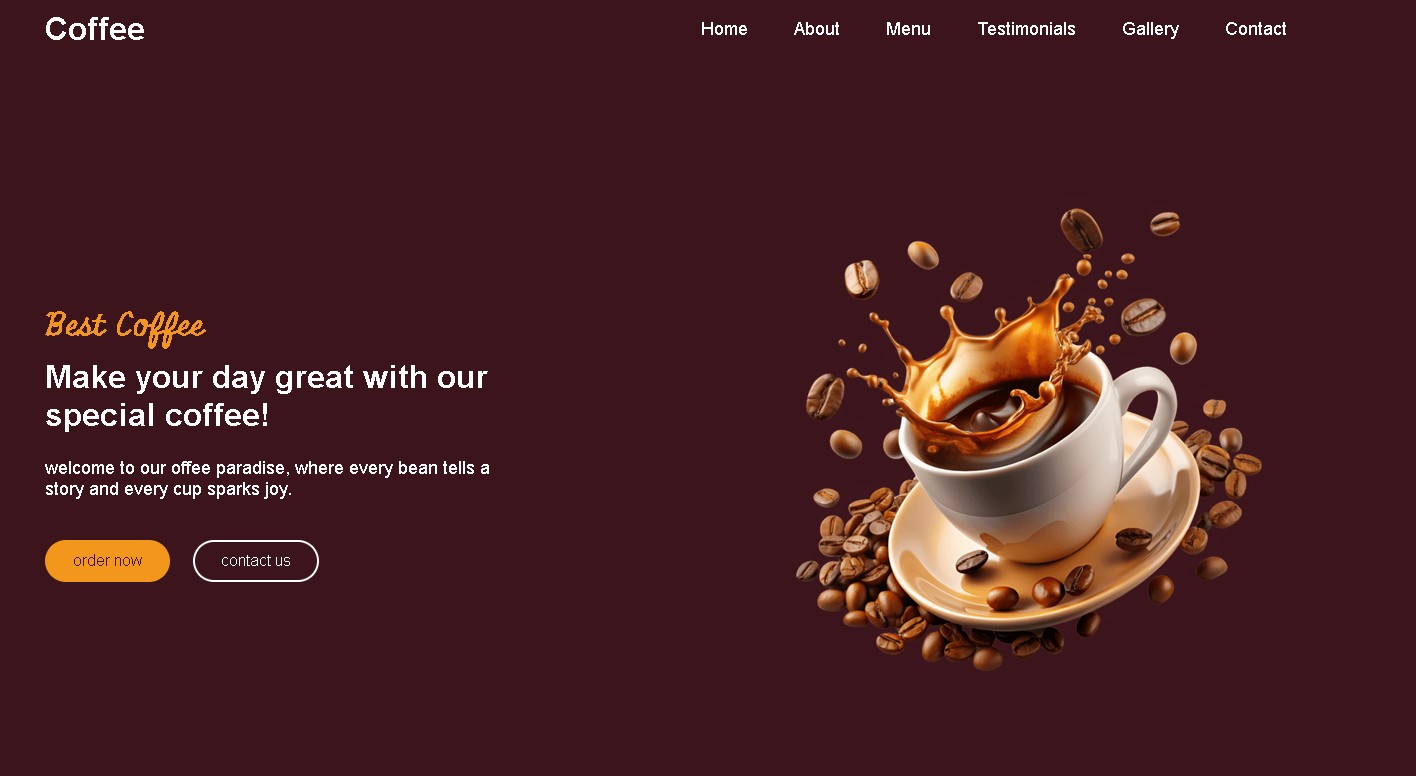 Coffee
Home About Menu Testimonials Gallery Contact
Best Coffee
Make your day great with our
special coffee!
welcome to our offee paradise, where every bean tells a
story and every cup sparks joy.
order now
contact us